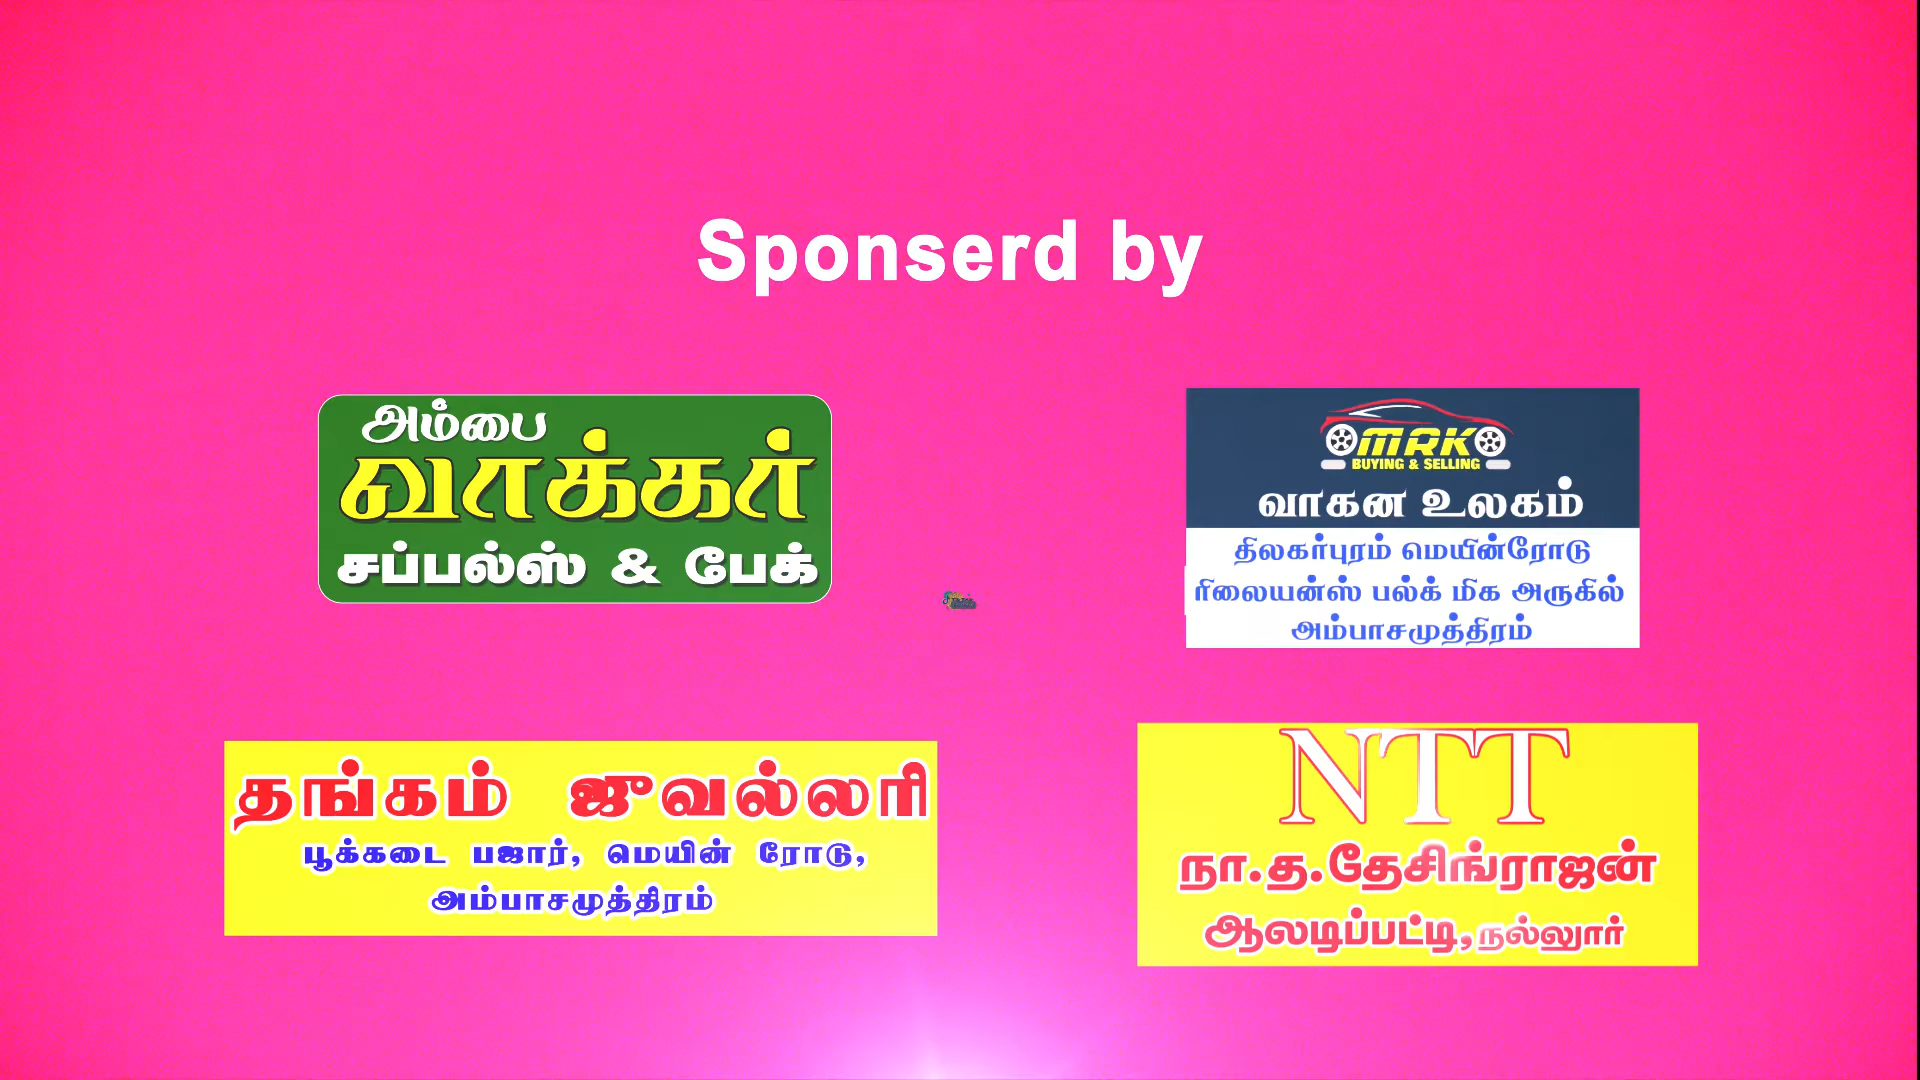 Sponserd by
அம்பை
வாக்கர்
சப்பல்ஸ் & பேக்
MRK
BUYING & SELLING
வாகன உலகம்
திலகர்புரம் மெயின்ரோடு
ரிலையன்ஸ் பல்க் மிக அருகில்
அம்பாசமுத்திரம்
தங்கம் ஜுவல்லரி
பூக்கடை பஜார், மெயின் ரோடு,
அம்பாசமுத்திரம்
NTT
நா.த.தேசிங்ராஜன்
ஆலடிப்பட்டி,நல்லூர்